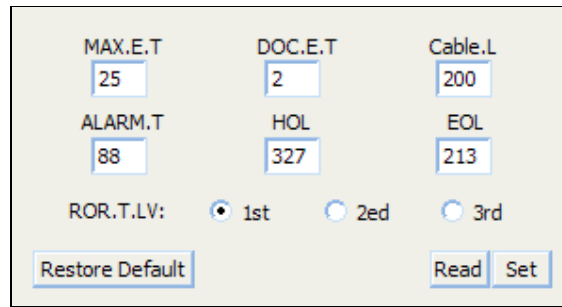 MAX.E.T DOC.E.T Cable.L
25 2 200
ALARM.T HOL EOL
88 327 213
ROR.T.LV: 1st 2ed 3rd
Restore Default Read Set